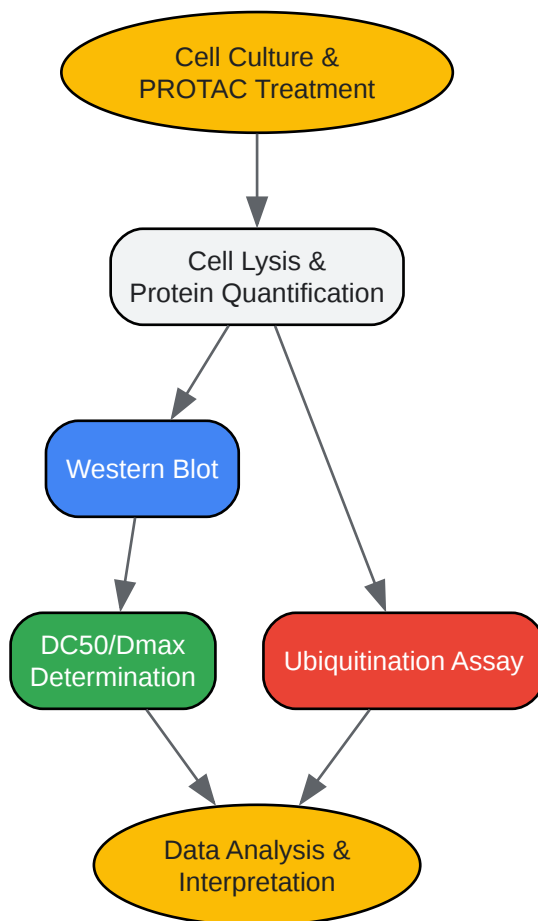 Cell Culture &
PROTAC Treatment
Cell Lysis &
Protein Quantification
Western Blot
DC50/Dmax
Determination
Ubiquitination Assay
Data Analysis &
Interpretation